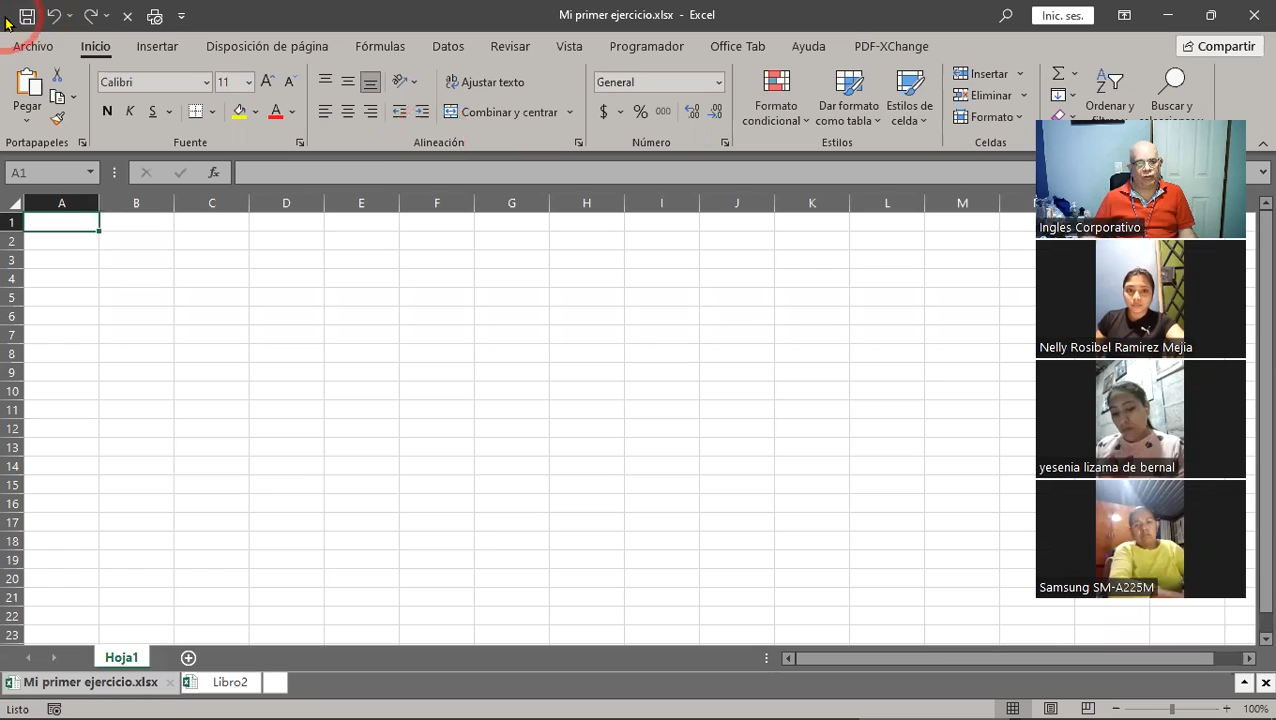 Mi primer ejercicio.xlsx - Excel
Inic. ses.
Archivo Inicio Insertar Disposición de página Fórmulas Datos Revisar Vista Programador Office Tab Ayuda PDF-XChange Compartir
Calibri 11 Ajustar texto General Insertar
Pegar Formato condicional Dar formato como tabla Estilos de celda Eliminar Ordenar y Buscar y
N K S Combinar y centrar $ % 000 Formato
Portapapeles Fuente Alineación Número Estilos Celdas
A1 fx
A B C D E F G H I J K L M
1
2
3
4
5
6
7
8
9
10
11
12
13
14
15
16
17
18
19
20
21
22
23
Ingles Corporativo
Nelly Rosibel Ramirez Mejia
yesenia lizama de bernal
Samsung SM-A225M
Hoja1
Mi primer ejercicio.xlsx Libro2
Listo 100%